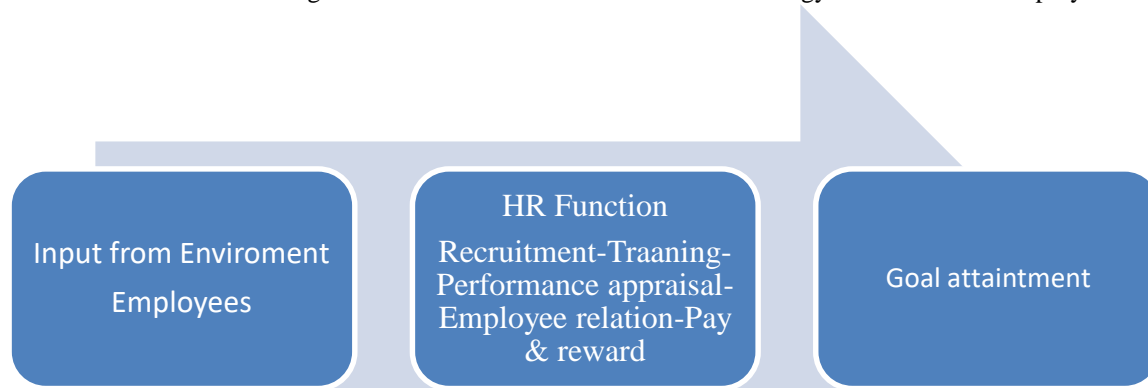 Input from Enviroment
Employees
HR Function
Recruitment-Traaning-
Performance appraisal-
Employee relation-Pay
& reward
Goal attaintment